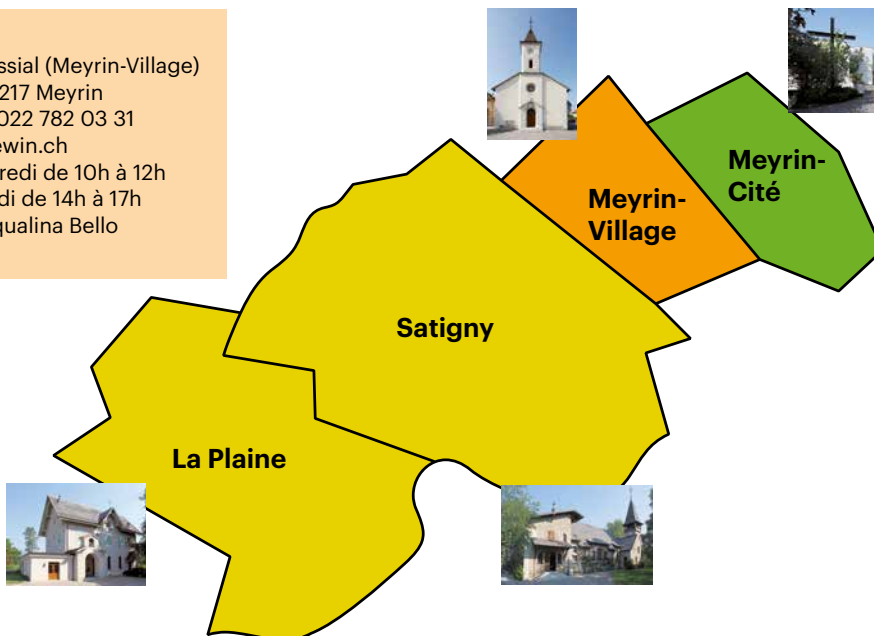 ssial (Meyrin-Village)
217 Meyrin
022 782 03 31
ewin.ch
redi de 10h à 12h
di de 14h à 17h
qualina Bello
Meyrin-
Cité
Meyrin-
Village
Satigny
La Plaine